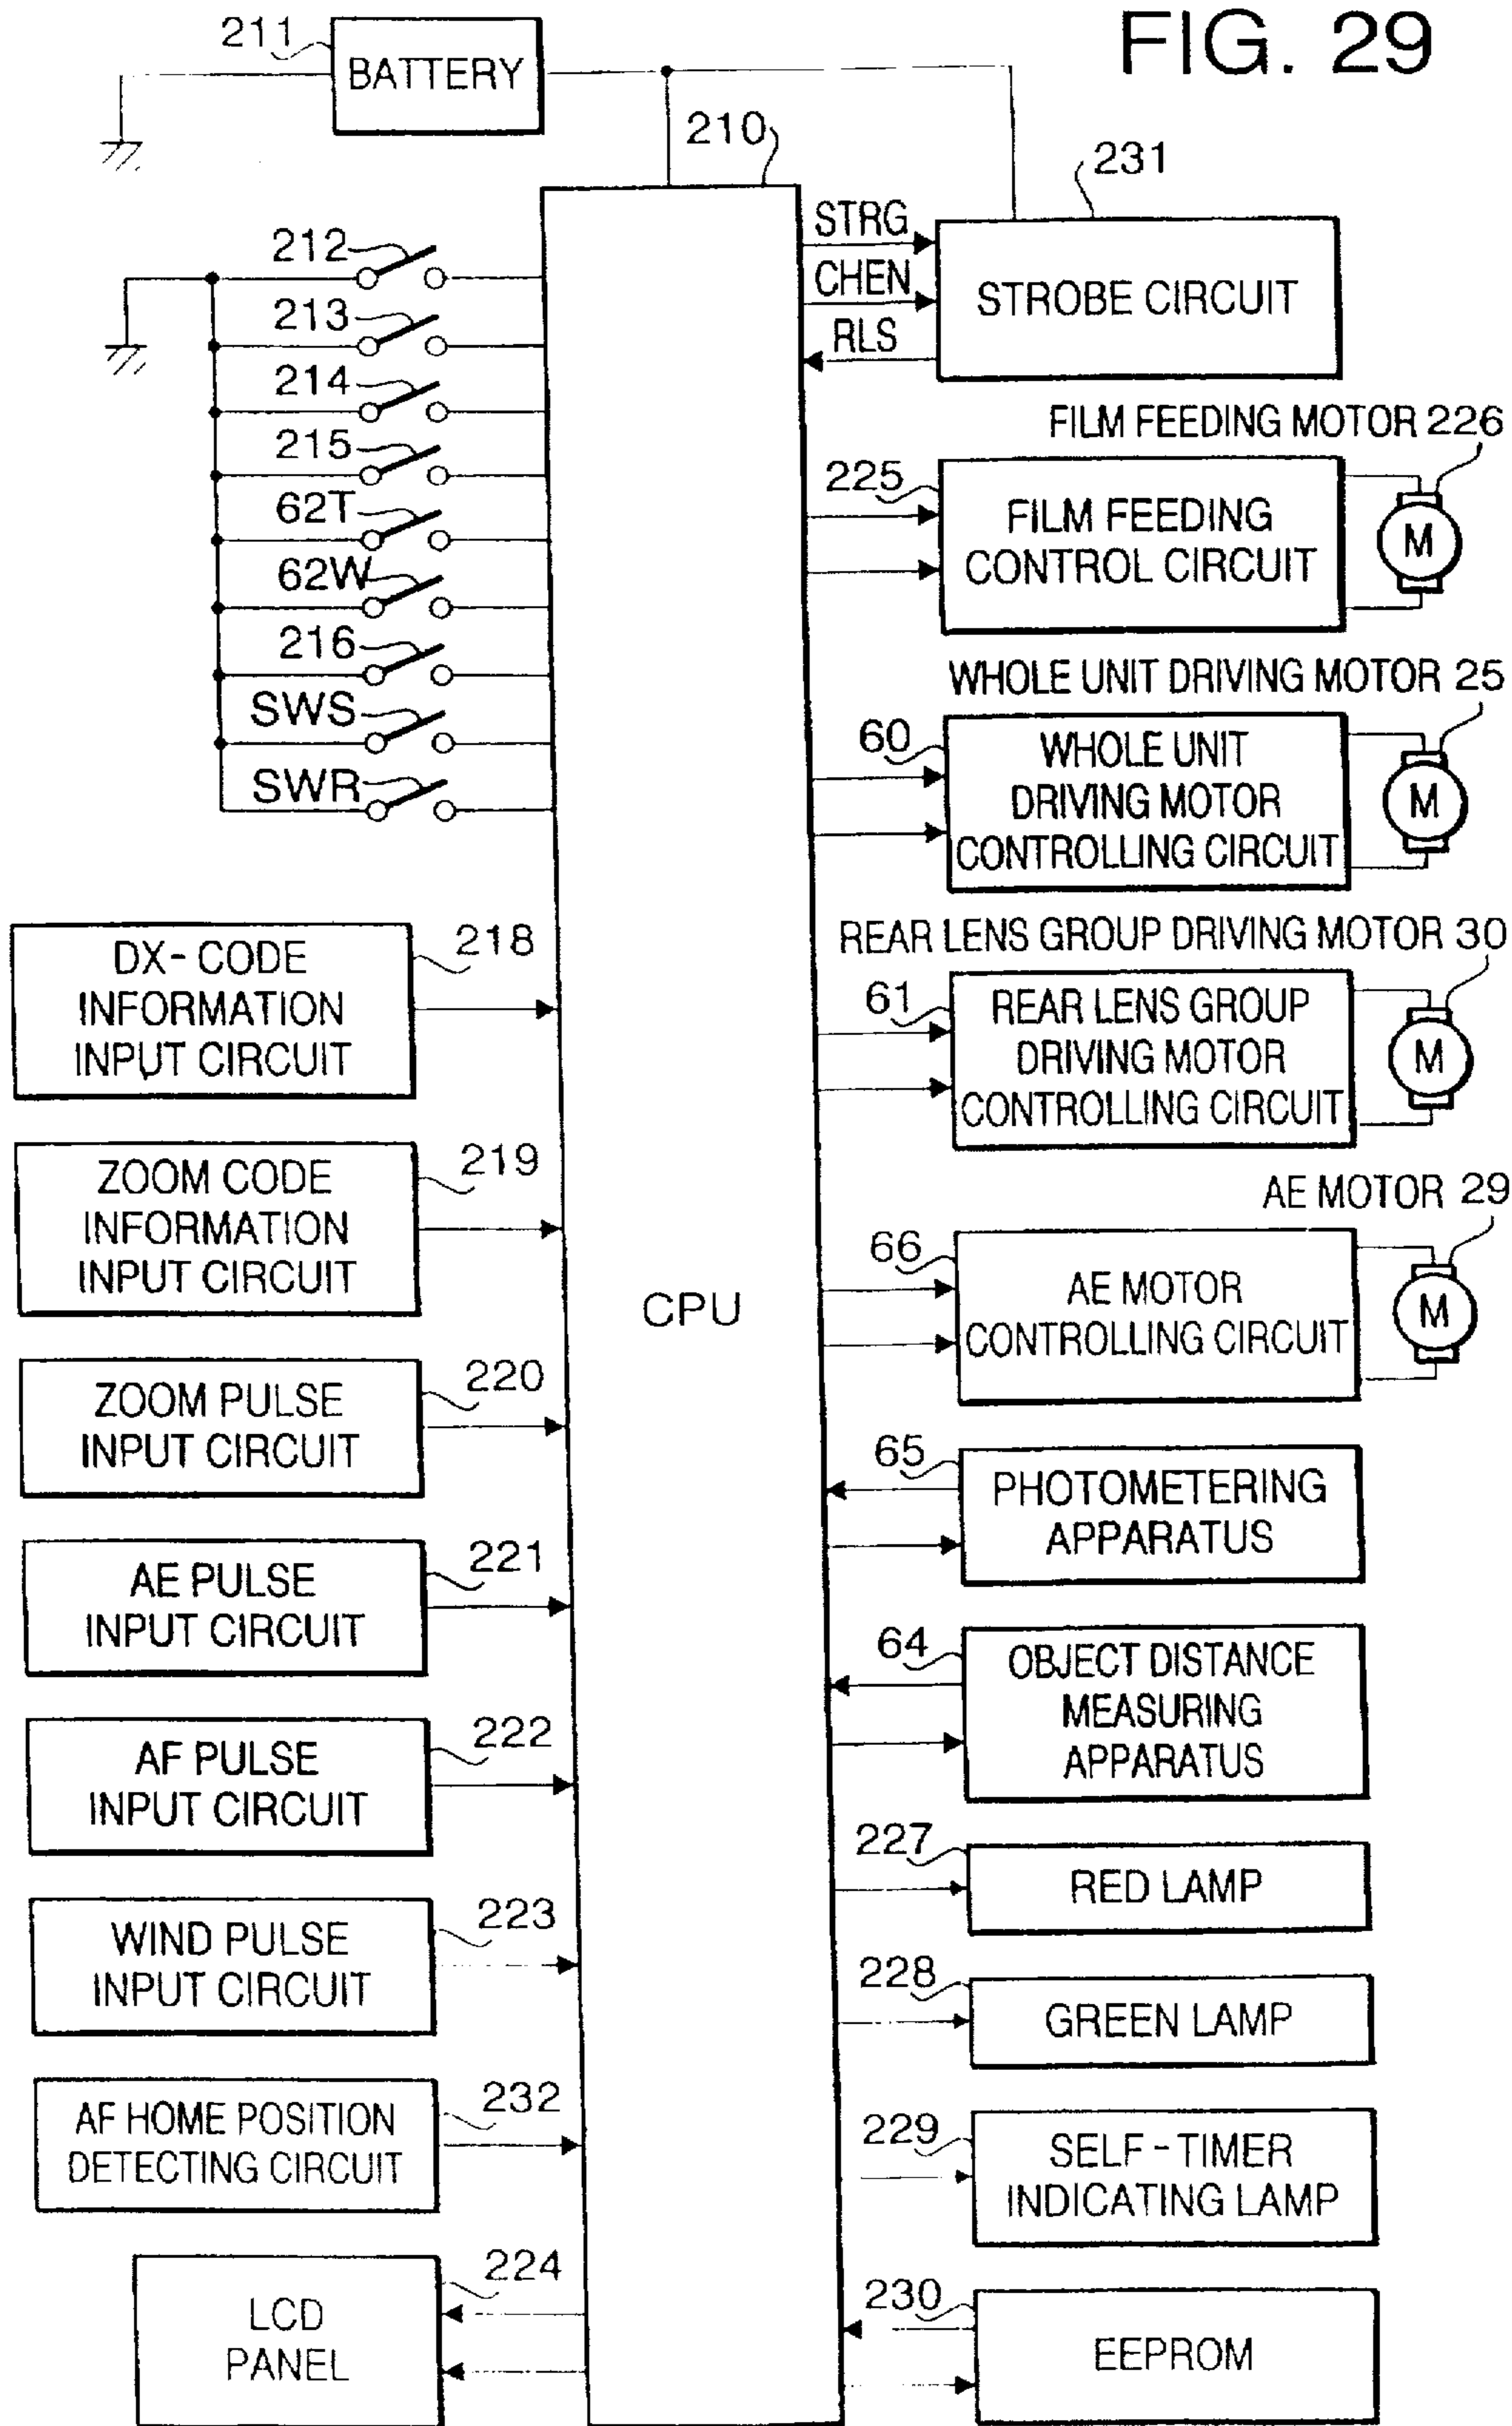 FIG. 29
211
BATTERY
210
231
STRG
CHEN
RLS
STROBE CIRCUIT
212
213
214
215
62T
62W
216
SWS
SWR
FILM FEEDING MOTOR 226
225
FILM FEEDING
CONTROL CIRCUIT
M
WHOLE UNIT DRIVING MOTOR 25
60
WHOLE UNIT
DRIVING MOTOR
CONTROLLING CIRCUIT
M
REAR LENS GROUP DRIVING MOTOR 30
61
REAR LENS GROUP
DRIVING MOTOR
CONTROLLING CIRCUIT
M
AE MOTOR 29
66
AE MOTOR
CONTROLLING CIRCUIT
M
DX-CODE
INFORMATION
INPUT CIRCUIT
218
ZOOM CODE
INFORMATION
INPUT CIRCUIT
219
CPU
ZOOM PULSE
INPUT CIRCUIT
220
AE PULSE
INPUT CIRCUIT
221
AF PULSE
INPUT CIRCUIT
222
WIND PULSE
INPUT CIRCUIT
223
AF HOME POSITION
DETECTING CIRCUIT
232
LCD
PANEL
224
65
PHOTOMETERING
APPARATUS
64
OBJECT DISTANCE
MEASURING
APPARATUS
227
RED LAMP
228
GREEN LAMP
229
SELF-TIMER
INDICATING LAMP
230
EEPROM